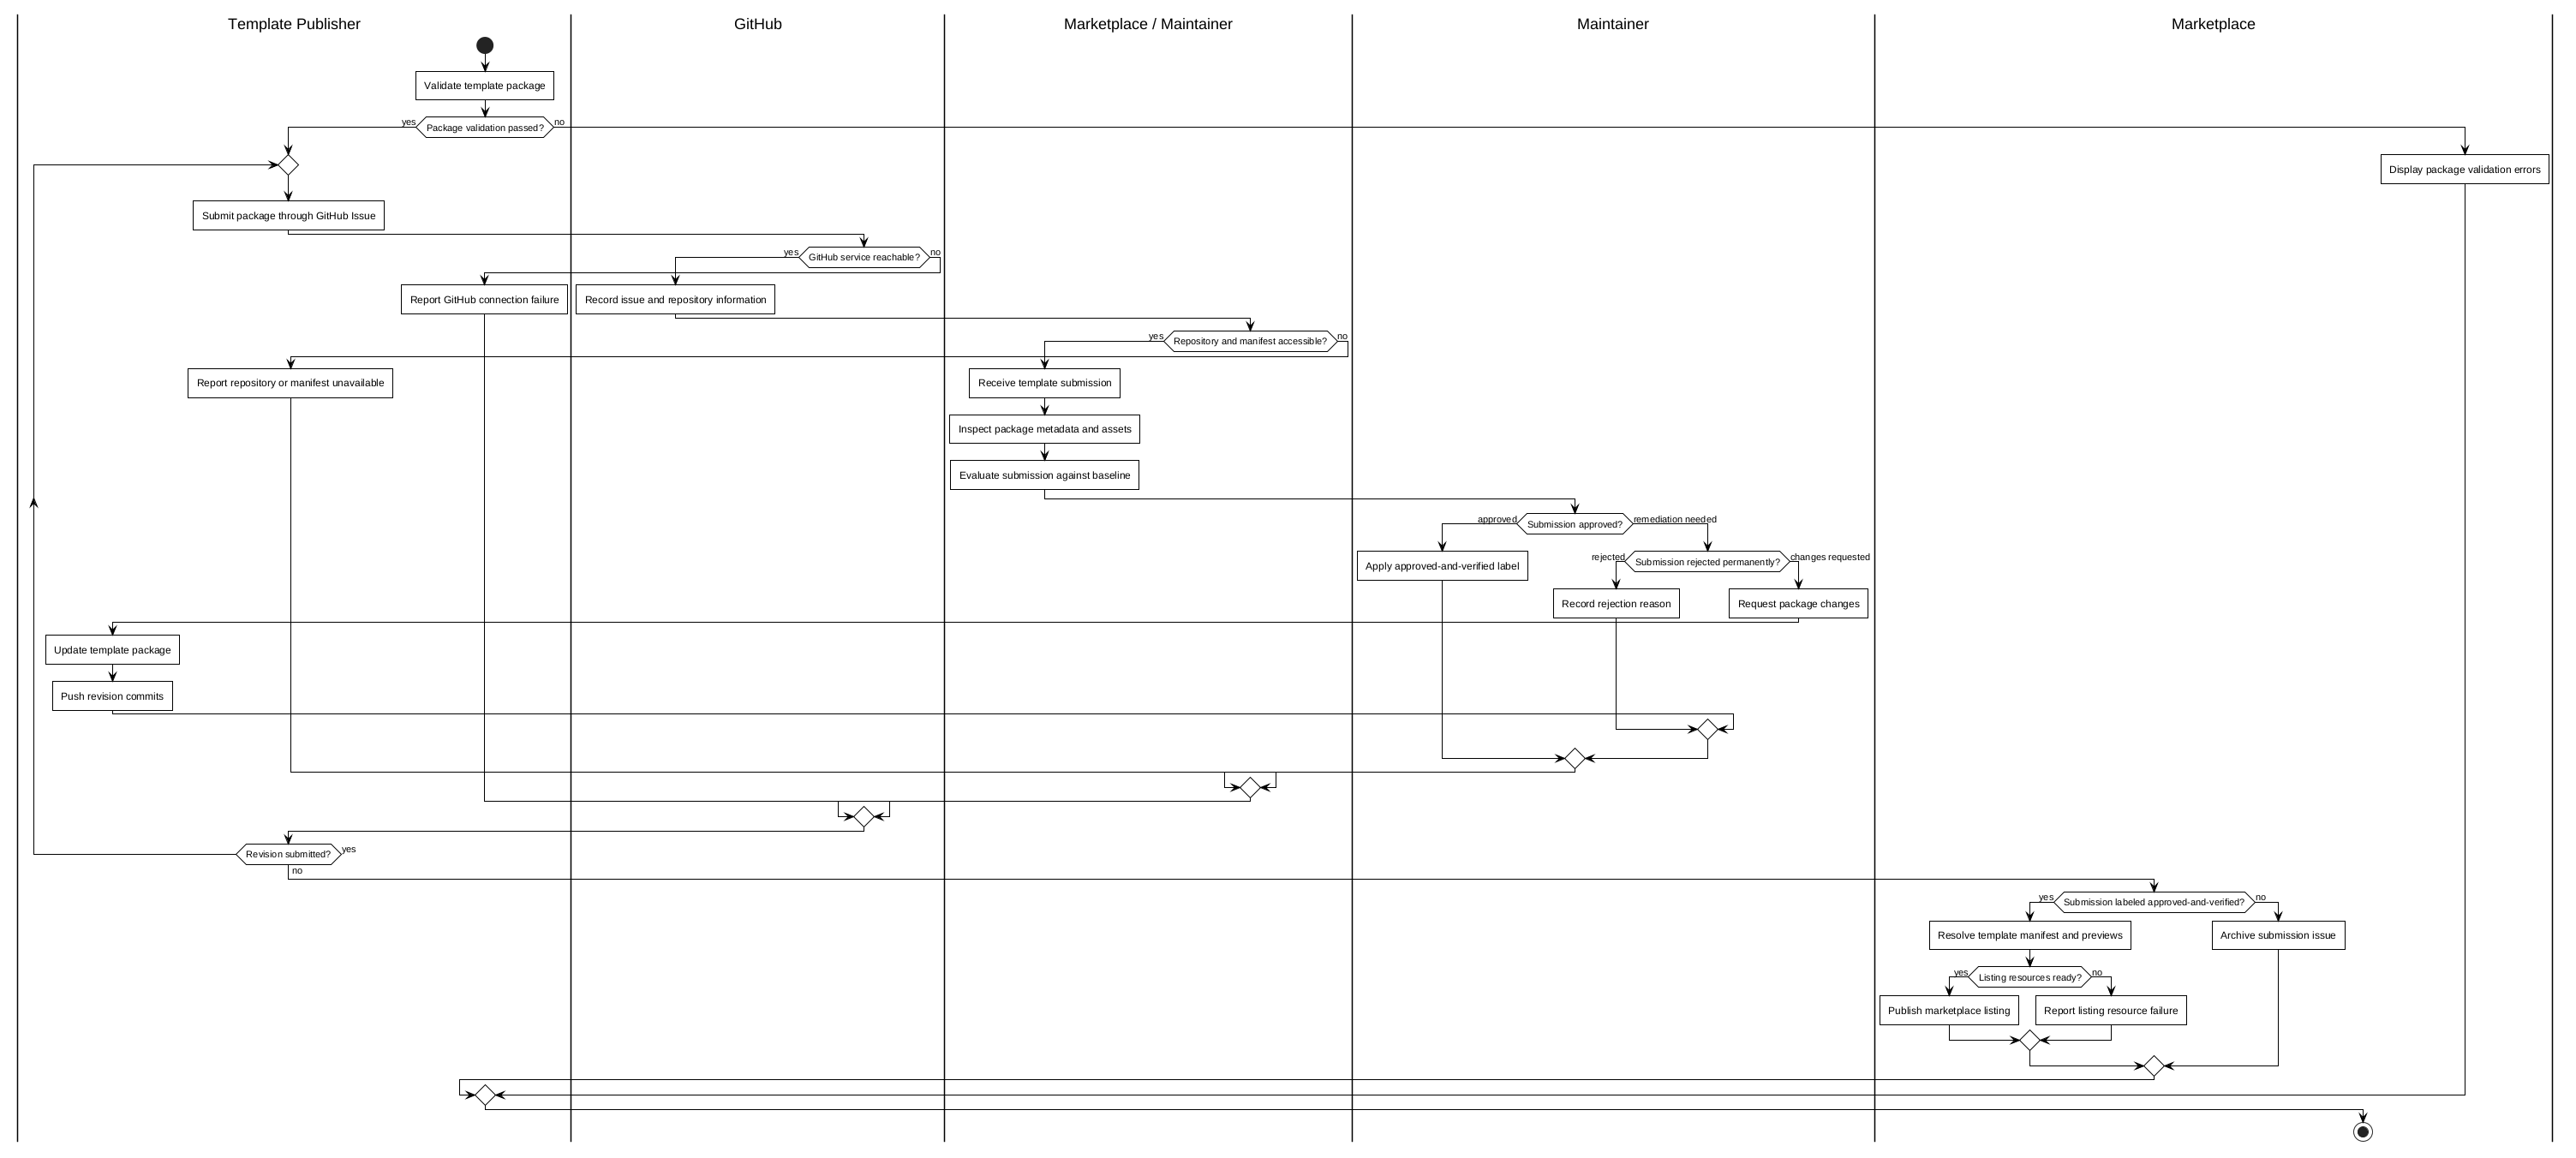 Template Publisher
GitHub
Marketplace / Maintainer
Maintainer
Marketplace
Validate template package
yes
Package validation passed?
no
Display package validation errors
Submit package through GitHub Issue
yes
GitHub service reachable?
no
Report GitHub connection failure
Record issue and repository information
yes
Repository and manifest accessible?
no
Report repository or manifest unavailable
Receive template submission
Inspect package metadata and assets
Evaluate submission against baseline
approved
Submission approved?
remediation needed
Apply approved-and-verified label
rejected
Submission rejected permanently?
changes requested
Record rejection reason
Request package changes
Update template package
Push revision commits
Revision submitted?
yes
no
yes
Submission labeled approved-and-verified?
no
Resolve template manifest and previews
Archive submission issue
yes
Listing resources ready?
no
Publish marketplace listing
Report listing resource failure